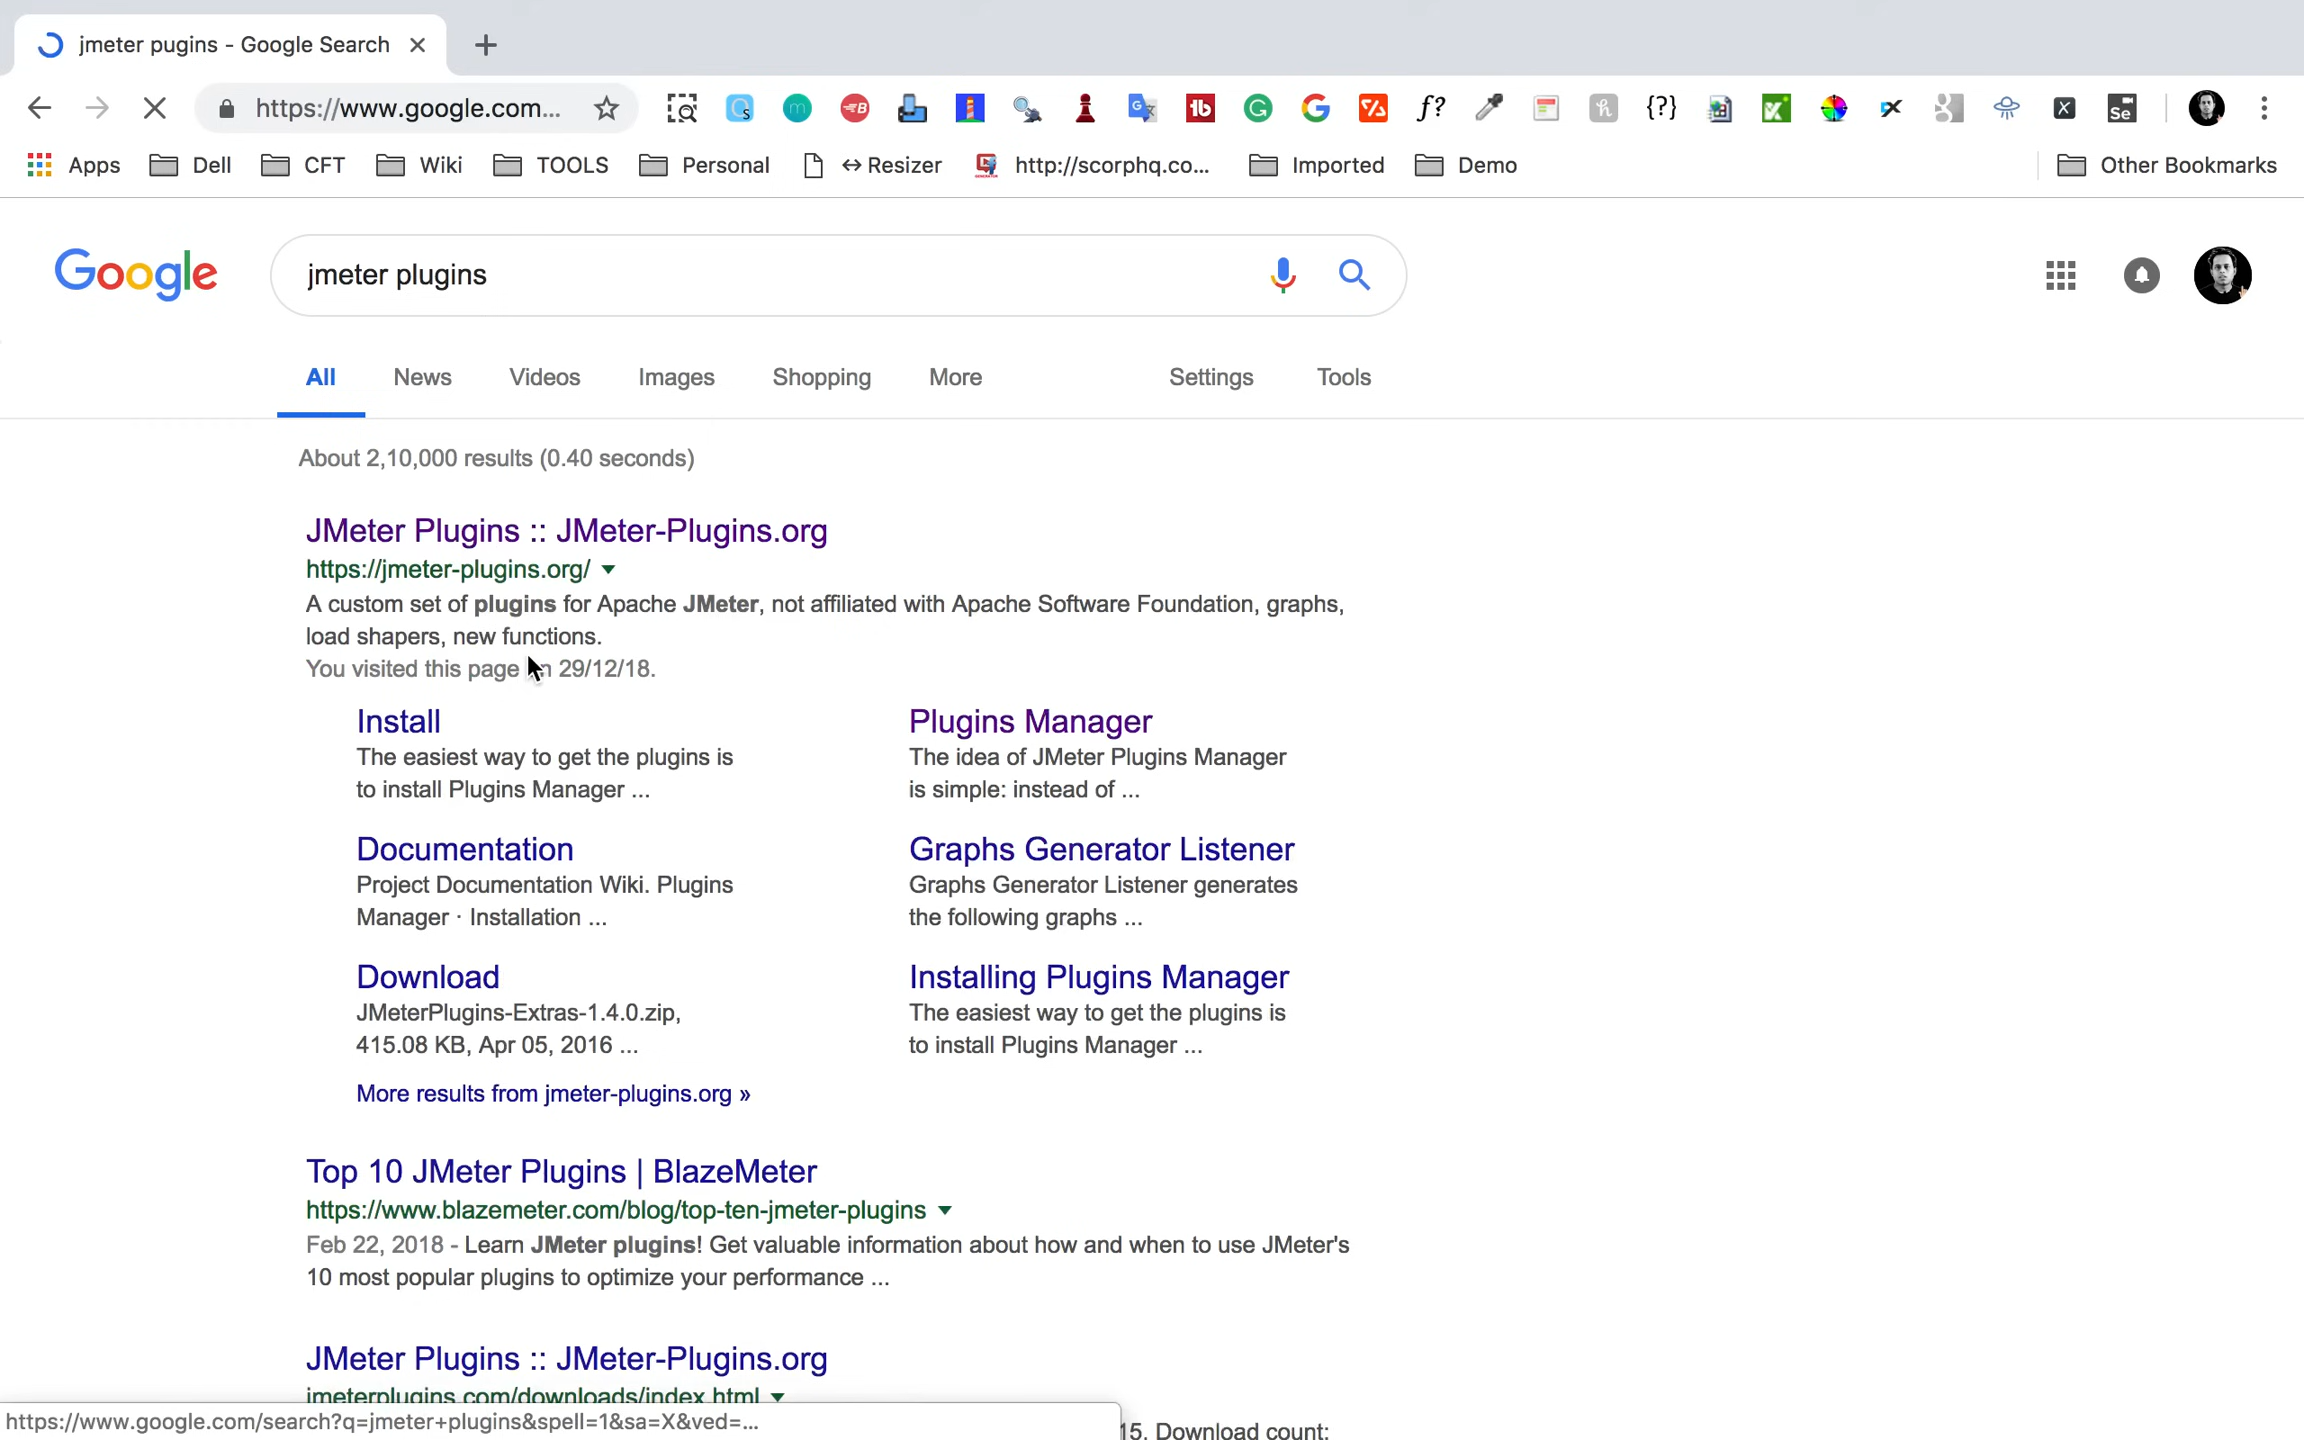 jmeter pugins - Google Search
https://www.google.com...
Apps Dell CFT Wiki TOOLS Personal ↔Resizer http://scorphq.co... Imported Demo Other Bookmarks
Google jmeter plugins
All News Videos Images Shopping More Settings Tools
About 2,10,000 results (0.40 seconds)
JMeter Plugins :: JMeter-Plugins.org
https://jmeter-plugins.org/
A custom set of plugins for Apache JMeter, not affiliated with Apache Software Foundation, graphs,
load shapers, new functions.
You visited this page 29/12/18.
Install
The easiest way to get the plugins is
to install Plugins Manager ...
Plugins Manager
The idea of JMeter Plugins Manager
is simple: instead of ...
Documentation
Project Documentation Wiki. Plugins
Manager · Installation ...
Graphs Generator Listener
Graphs Generator Listener generates
the following graphs ...
Download
JMeterPlugins-Extras-1.4.0.zip,
415.08 KB, Apr 05, 2016 ...
Installing Plugins Manager
The easiest way to get the plugins is
to install Plugins Manager ...
More results from jmeter-plugins.org »
Top 10 JMeter Plugins | BlazeMeter
https://www.blazemeter.com/blog/top-ten-jmeter-plugins
Feb 22, 2018 - Learn JMeter plugins! Get valuable information about how and when to use JMeter's
10 most popular plugins to optimize your performance ...
JMeter Plugins :: JMeter-Plugins.org
jmeterplugins.com/downloads/index.html
https://www.google.com/search?q=jmeter+plugins&spell=1&sa=X&ved=...
15. Download count: